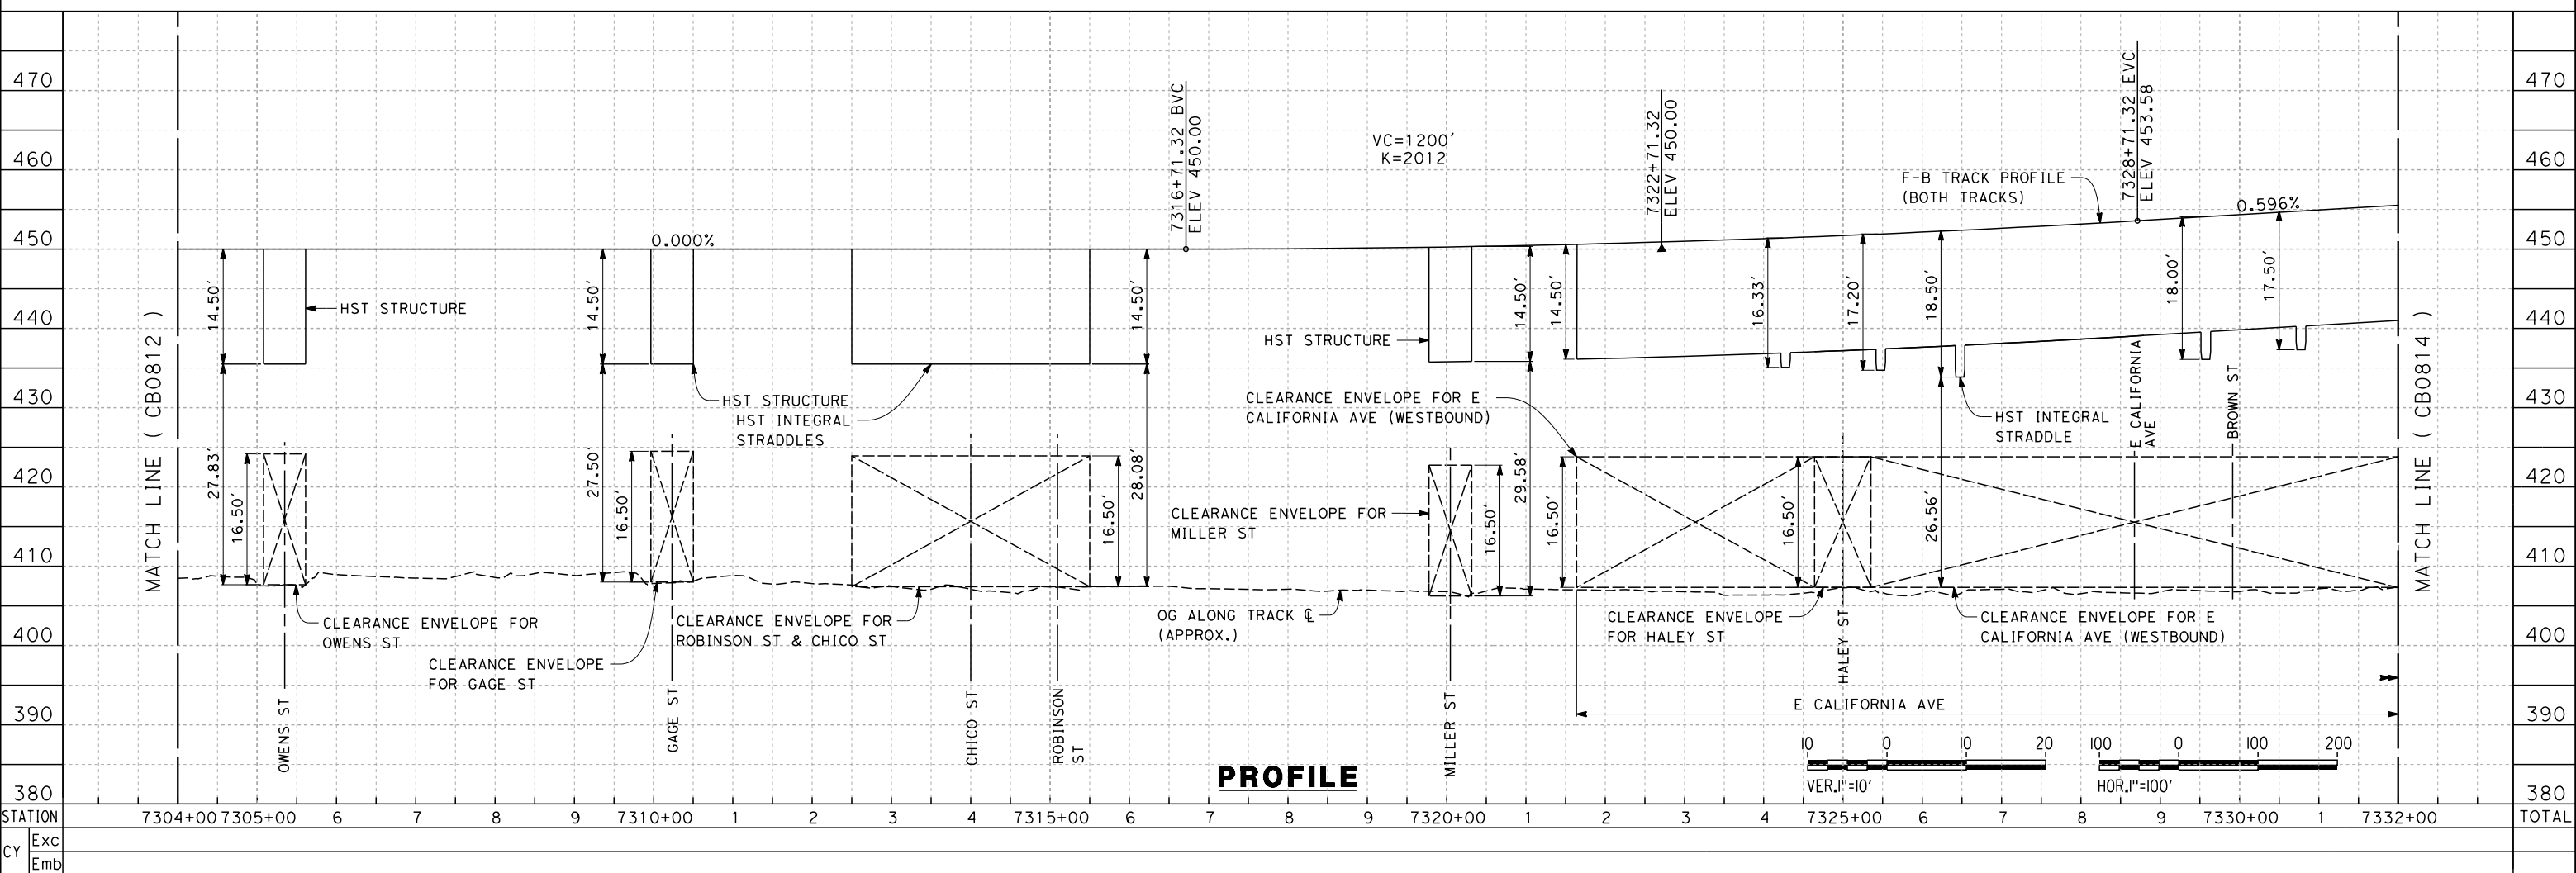 470
460
450
440
430
420
410
400
390
380
MATCH LINE ( CB0812 )
14.50'
27.83'
16.50'
HST STRUCTURE
CLEARANCE ENVELOPE FOR
OWENS ST
OWENS ST
14.50'
27.50'
16.50'
0.000%
HST STRUCTURE
HST INTEGRAL
STRADDLES
CLEARANCE ENVELOPE
FOR GAGE ST
GAGE ST
CLEARANCE ENVELOPE FOR
ROBINSON ST & CHICO ST
CHICO ST
ROBINSON
ST
16.50'
14.50'
28.08'
7316+71.32 BVC
ELEV 450.00
VC=1200'
K=2012
HST STRUCTURE
CLEARANCE ENVELOPE FOR E
CALIFORNIA AVE (WESTBOUND)
CLEARANCE ENVELOPE FOR
MILLER ST
OG ALONG TRACK ℄
(APPROX.)
MILLER ST
16.50'
14.50'
29.58'
14.50'
16.50'
7322+71.32
ELEV 450.00
16.33'
17.20'
18.50'
16.50'
26.56'
F-B TRACK PROFILE
(BOTH TRACKS)
7328+71.32 EVC
ELEV 453.58
0.596%
18.00'
17.50'
HST INTEGRAL
STRADDLE
E CALIFORNIA
AVE
BROWN ST
CLEARANCE ENVELOPE
FOR HALEY ST
HALEY ST
CLEARANCE ENVELOPE FOR E
CALIFORNIA AVE (WESTBOUND)
E CALIFORNIA AVE
MATCH LINE ( CB0814 )
470
460
450
440
430
420
410
400
390
380
PROFILE
10 0 10 20
VER.1"=10'
100 0 100 200
HOR.1"=100'
STATION 7304+00 7305+00 6 7 8 9 7310+00 1 2 3 4 7315+00 6 7 8 9 7320+00 1 2 3 4 7325+00 6 7 8 9 7330+00 1 7332+00 TOTAL
CY
Exc
Emb